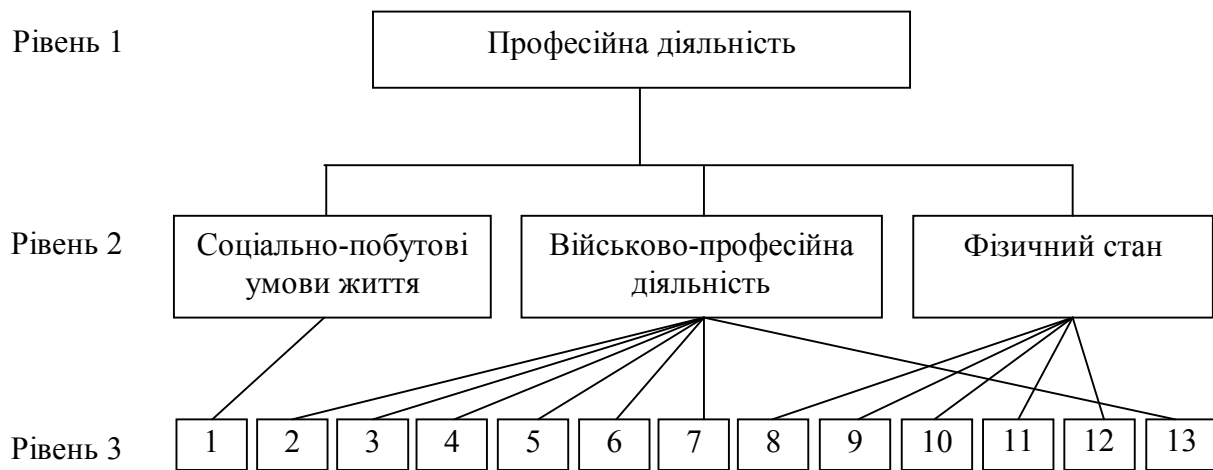 Рівень 1
Професійна діяльність
Рівень 2
Соціально-побутові
умови життя
Військово-професійна
діяльність
Фізичний стан
Рівень 3
1 2 3 4 5 6 7 8 9 10 11 12 13